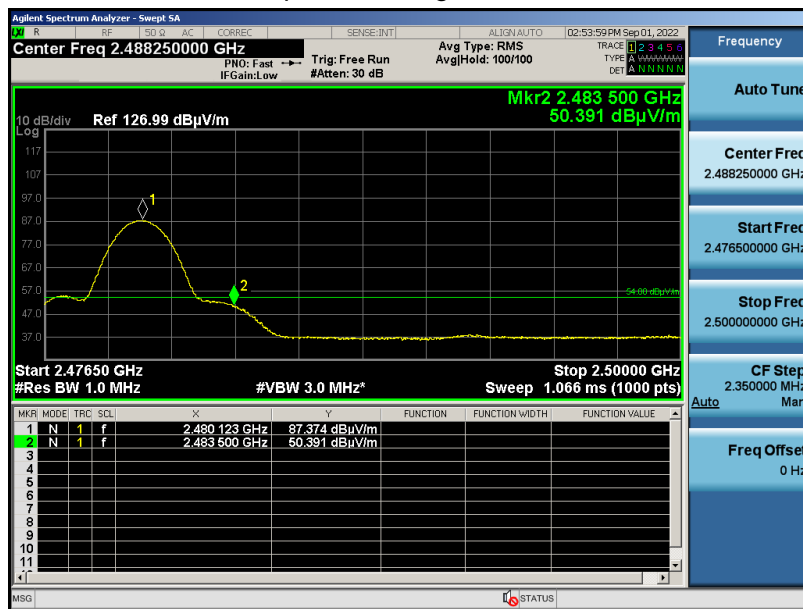 Agilent Spectrum Analyzer - Swept SA
LXI R RF 50 Ω AC CORREC SENSE:INT ALIGN AUTO 02:53:59 PM Sep 01, 2022
Center Freq 2.488250000 GHz
PNO: Fast
IFGain:Low
Trig: Free Run
#Atten: 30 dB
Avg Type: RMS
Avg|Hold: 100/100
TRACE 1 2 3 4 5 6
TYPE A
DET A N N N N N
Mkr2 2.483 500 GHz
50.391 dBµV/m
10 dB/div Ref 126.99 dBµV/m
Log
117
107
97.0
87.0
77.0
67.0
57.0
47.0
37.0
1
2
54.00 dBµV/m
Start 2.47650 GHz Stop 2.50000 GHz
#Res BW 1.0 MHz #VBW 3.0 MHz* Sweep 1.066 ms (1000 pts)
MKR MODE TRC SCL X Y FUNCTION FUNCTION WIDTH FUNCTION VALUE
1 N 1 f 2.480 123 GHz 87.374 dBµV/m
2 N 1 f 2.483 500 GHz 50.391 dBµV/m
3
4
5
6
7
8
9
10
11
MSG STATUS
Frequency
Auto Tune
Center Freq
2.488250000 GHz
Start Freq
2.476500000 GHz
Stop Freq
2.500000000 GHz
CF Step
2.350000 MHz
Auto Man
Freq Offset
0 Hz